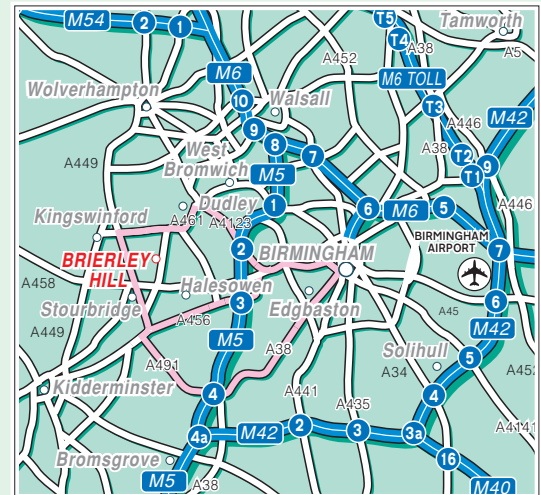 M54
2
1
T5
T4
A38
Tamworth
A5
A452
M6
M6 TOLL
Wolverhampton
10
Walsall
T3
M42
9
8
7
A446
A38
T2
9
T1
A449
West
Bromwich
M5
Dudley
1
6
M6
5
A446
Kingswinford
A461
A4123
2
BIRMINGHAM
BIRMINGHAM
AIRPORT
7
BRIERLEY
HILL
A458
Halesowen
Stourbridge
3
Edgbaston
6
A456
A45
M42
A449
M5
A38
Solihull
5
A491
A34
A452
Kidderminster
4
A441
A435
4
4a
M42
2
3
3a
A4141
Bromsgrove
16
M5
A38
M40